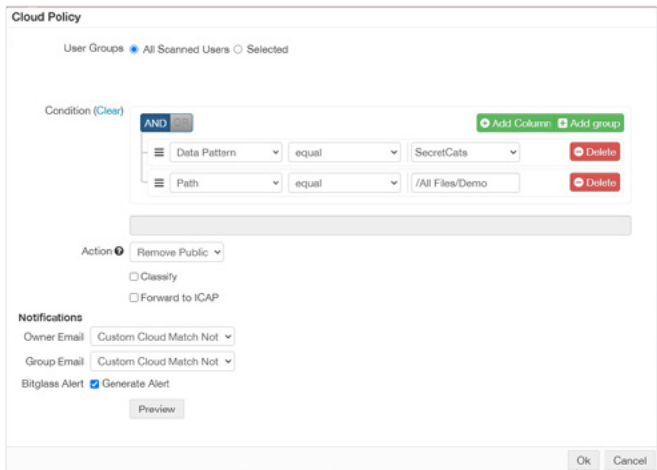 Cloud Policy
User Groups All Scanned Users Selected
Condition (Clear)
AND OR Add Column Add group
Data Pattern equal SecretCats Delete
Path equal /All Files/Demo Delete
Action Remove Public
Classify
Forward to ICAP
Notifications
Owner Email Custom Cloud Match Not
Group Email Custom Cloud Match Not
Bitglass Alert Generate Alert
Preview
Ok Cancel